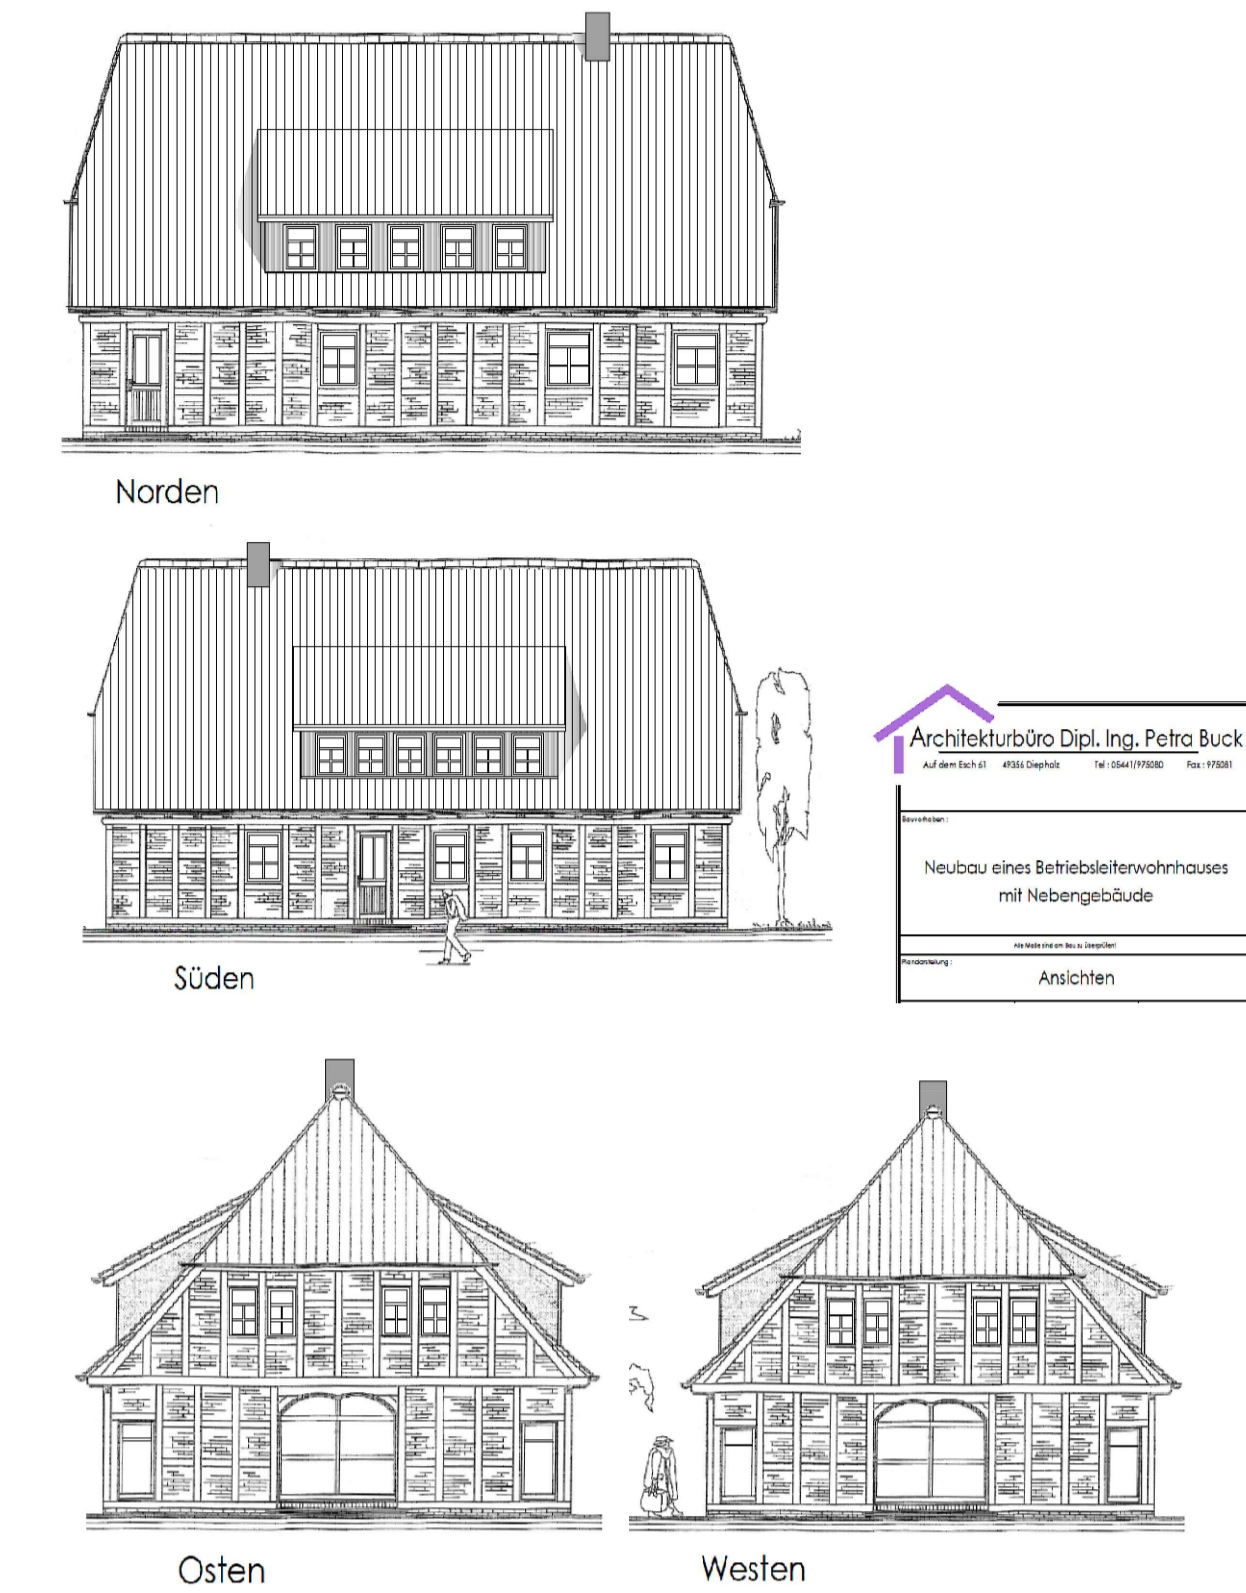 Norden
Süden
Architekturbüro Dipl. Ing. Petra Buck
Auf dem Esch 61 49356 Diepholz Tel : 05441/975080 Fax : 975081
Bauvorhaben :
Neubau eines Betriebsleiterwohnhauses
mit Nebengebäude
Alle Maße sind am Bau zu überprüfen!
Plandarstellung :
Ansichten
Osten
Westen